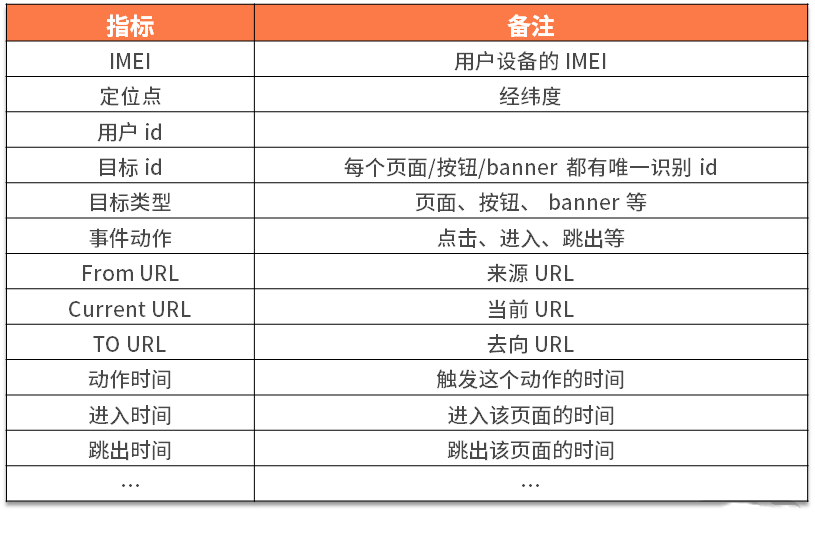 指标 备注
IMEI 用户设备的 IMEI
定位点 经纬度
用户 id
目标 id 每个页面/按钮/banner 都有唯一识别 id
目标类型 页面、按钮、 banner 等
事件动作 点击、进入、跳出等
From URL 来源 URL
Current URL 当前 URL
TO URL 去向 URL
动作时间 触发这个动作的时间
进入时间 进入该页面的时间
跳出时间 跳出该页面的时间
… …